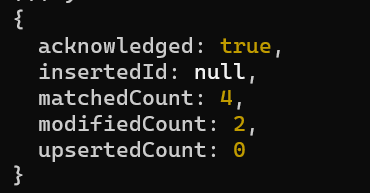 {
  acknowledged: true,
  insertedId: null,
  matchedCount: 4,
  modifiedCount: 2,
  upsertedCount: 0
}